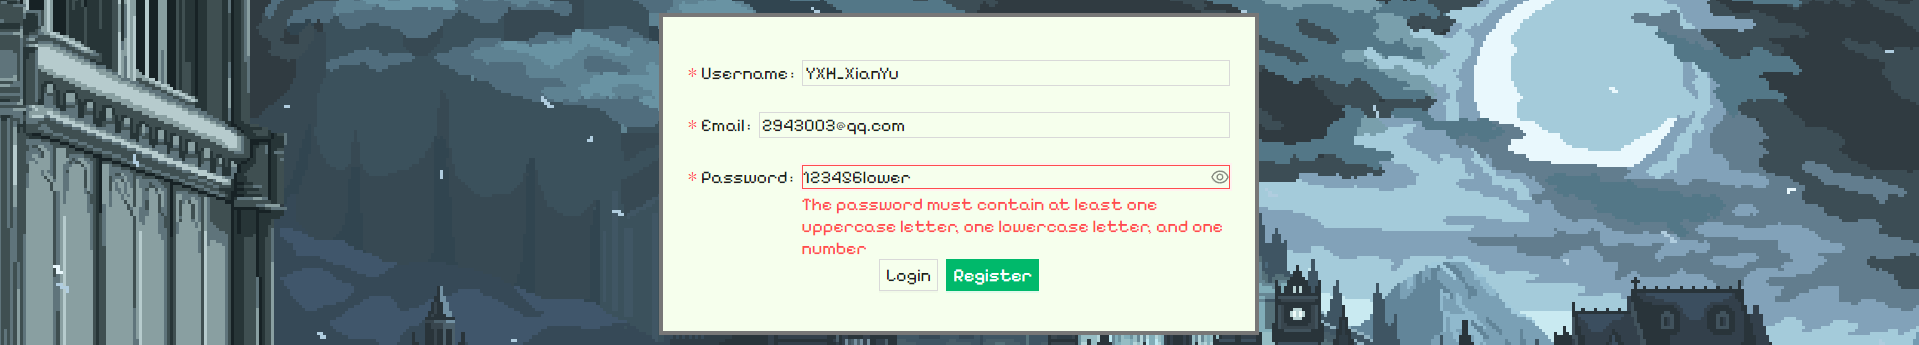 * Username: YXH_XianYu
* Email: 2943003@qq.com
* Password: 123456lower
The password must contain at least one
uppercase letter, one lowercase letter, and one
number
Login Register